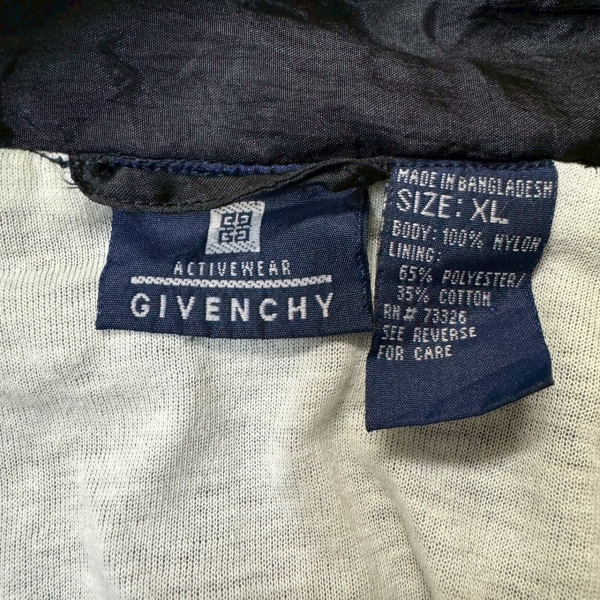 ACTIVEWEAR
GIVENCHY
MADE IN BANGLADESH
SIZE: XL
BODY: 100% NYLON
LINING:
65% POLYESTER/
35% COTTON
RN# 73326
SEE REVERSE
FOR CARE